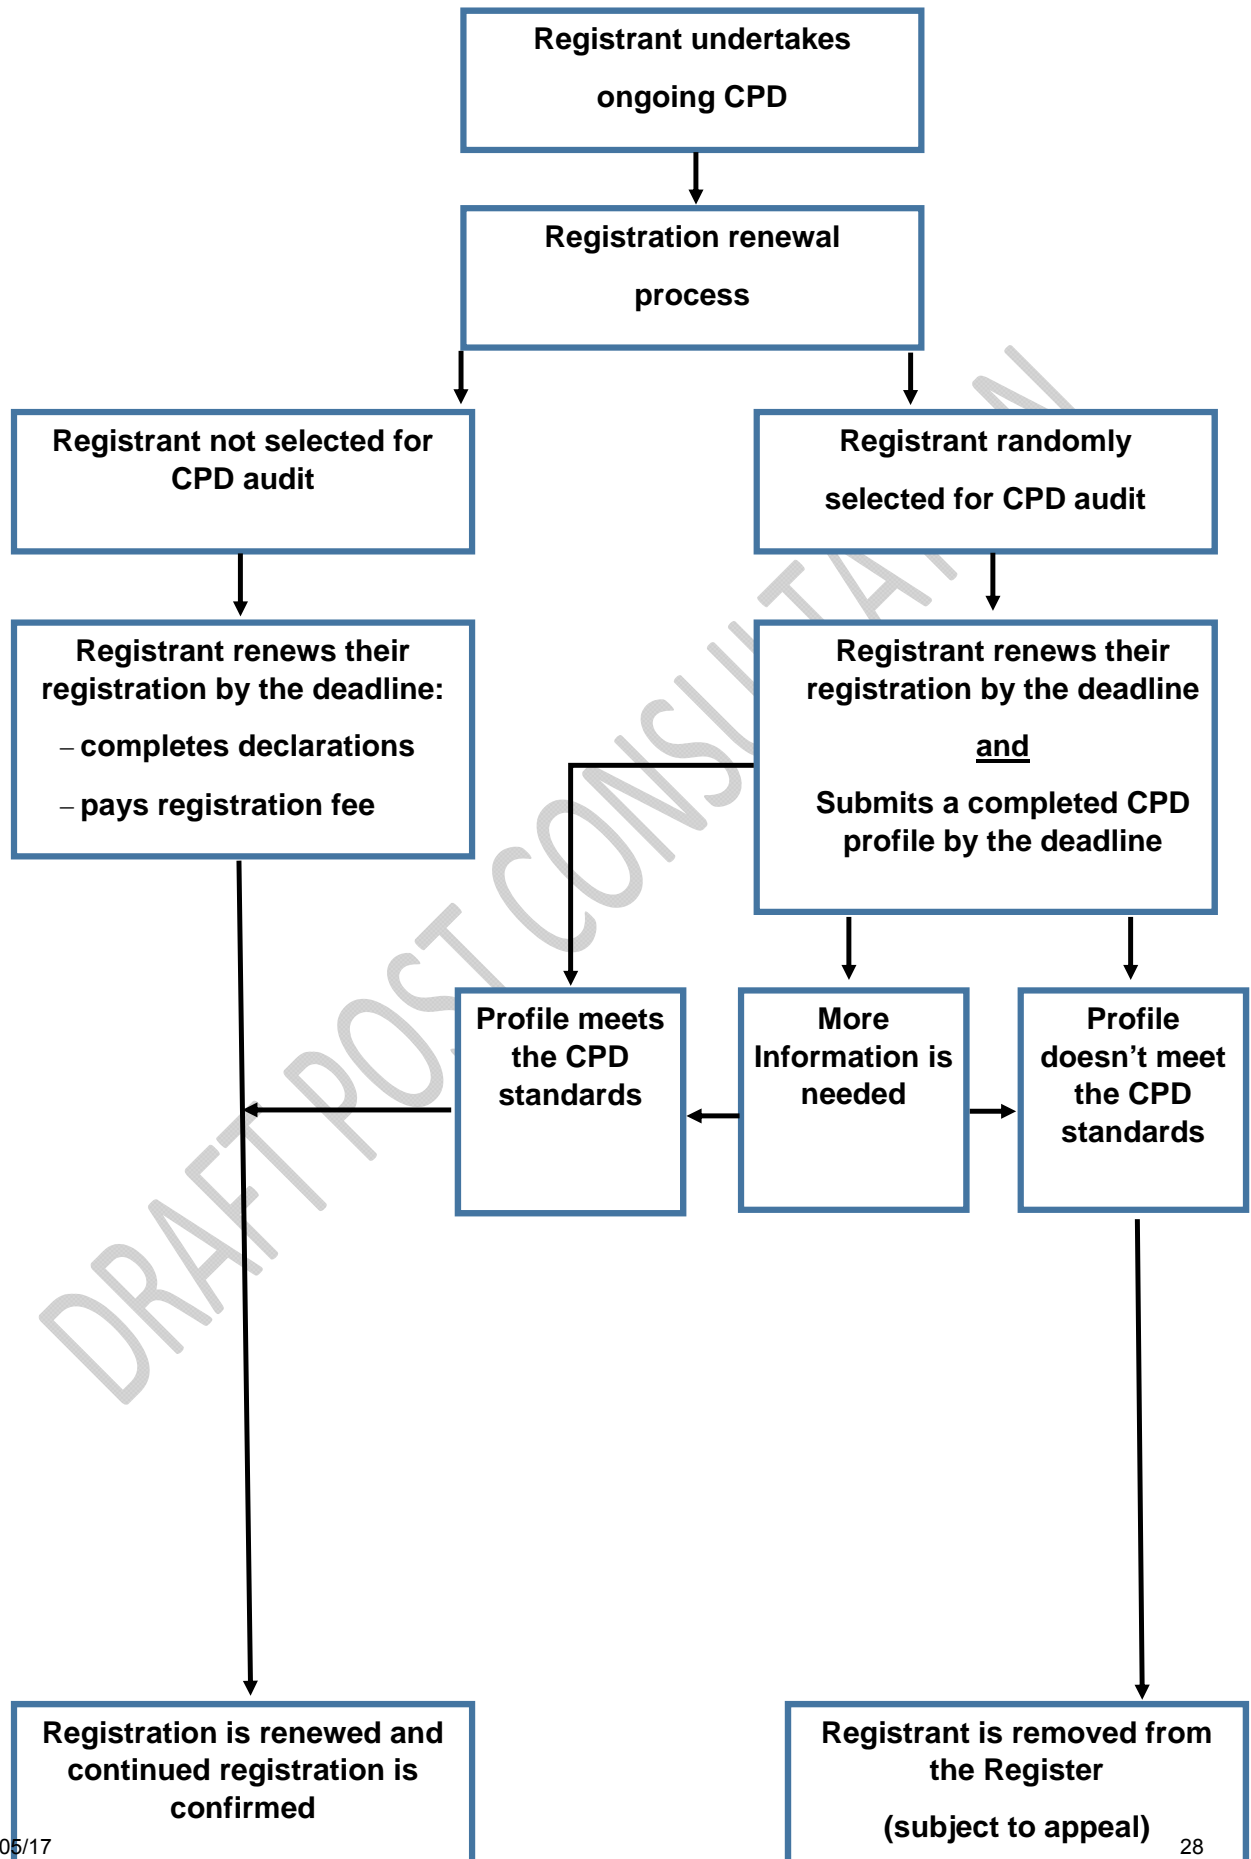 Registrant undertakes
ongoing CPD
Registration renewal
process
Registrant not selected for
CPD audit
Registrant randomly
selected for CPD audit
Registrant renews their
registration by the deadline:
– completes declarations
– pays registration fee
Registrant renews their
registration by the deadline
and
Submits a completed CPD
profile by the deadline
Profile meets
the CPD
standards
More
Information is
needed
Profile
doesn’t meet
the CPD
standards
DRAFT POST CONSULTATION
Registration is renewed and
continued registration is
confirmed
Registrant is removed from
the Register
(subject to appeal)
05/17
28